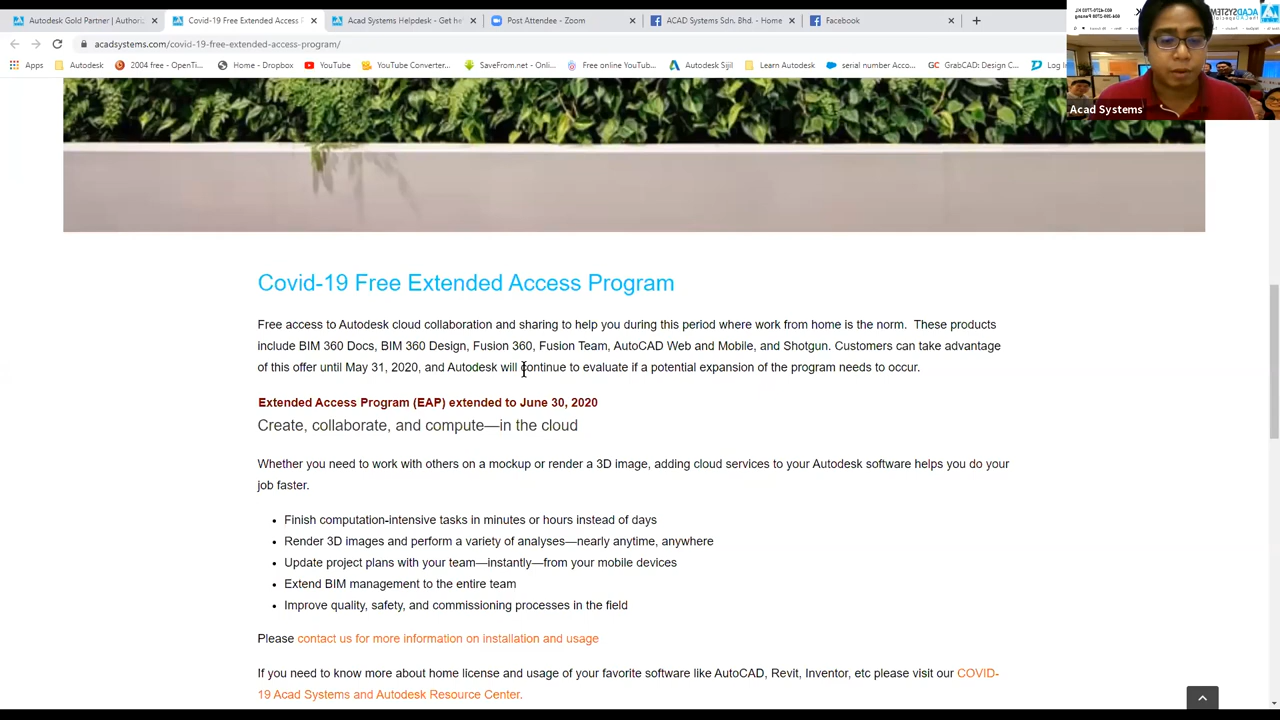 Autodesk Gold Partner | Authoriz
Covid-19 Free Extended Access P
Acad Systems Helpdesk - Get he
Post Attendee - Zoom
ACAD Systems Sdn. Bhd. - Home
Facebook
acadsystems.com/covid-19-free-extended-access-program/
Apps
Autodesk
2004 free - OpenTi...
Home - Dropbox
YouTube
YouTube Converter...
SaveFrom.net - Onli...
Free online YouTub...
Autodesk Sijil
Learn Autodesk
serial number Acco...
GrabCAD: Design C...
Log In
Acad Systems
Covid-19 Free Extended Access Program
Free access to Autodesk cloud collaboration and sharing to help you during this period where work from home is the norm. These products
include BIM 360 Docs, BIM 360 Design, Fusion 360, Fusion Team, AutoCAD Web and Mobile, and Shotgun. Customers can take advantage
of this offer until May 31, 2020, and Autodesk will continue to evaluate if a potential expansion of the program needs to occur.
Extended Access Program (EAP) extended to June 30, 2020
Create, collaborate, and compute—in the cloud
Whether you need to work with others on a mockup or render a 3D image, adding cloud services to your Autodesk software helps you do your
job faster.
Finish computation-intensive tasks in minutes or hours instead of days
Render 3D images and perform a variety of analyses—nearly anytime, anywhere
Update project plans with your team—instantly—from your mobile devices
Extend BIM management to the entire team
Improve quality, safety, and commissioning processes in the field
Please contact us for more information on installation and usage
If you need to know more about home license and usage of your favorite software like AutoCAD, Revit, Inventor, etc please visit our COVID-
19 Acad Systems and Autodesk Resource Center.